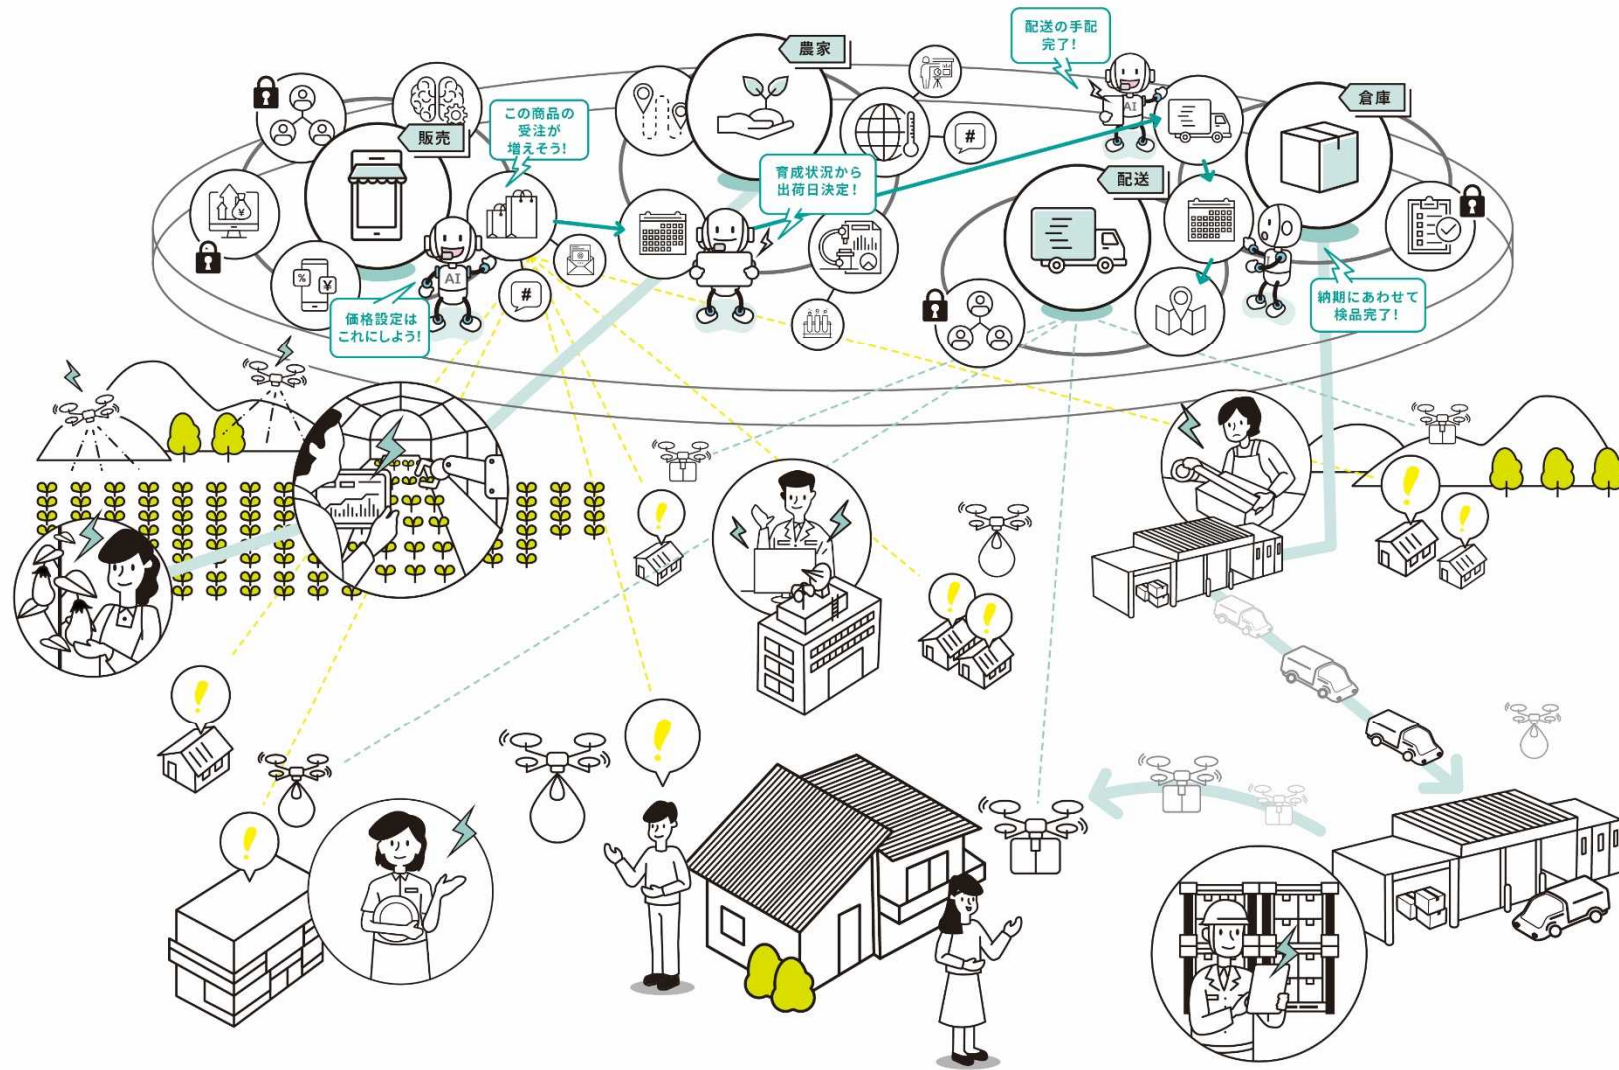 配送の手配
完了!
農家
倉庫
この商品の
受注が
増えそう!
販売
AI
#
育成状況から
出荷日決定!
配送
¥
%
¥
AI
#
価格設定は
これにしよう!
納期にあわせて
検品完了!
!
!
!
!
!
!
!
!